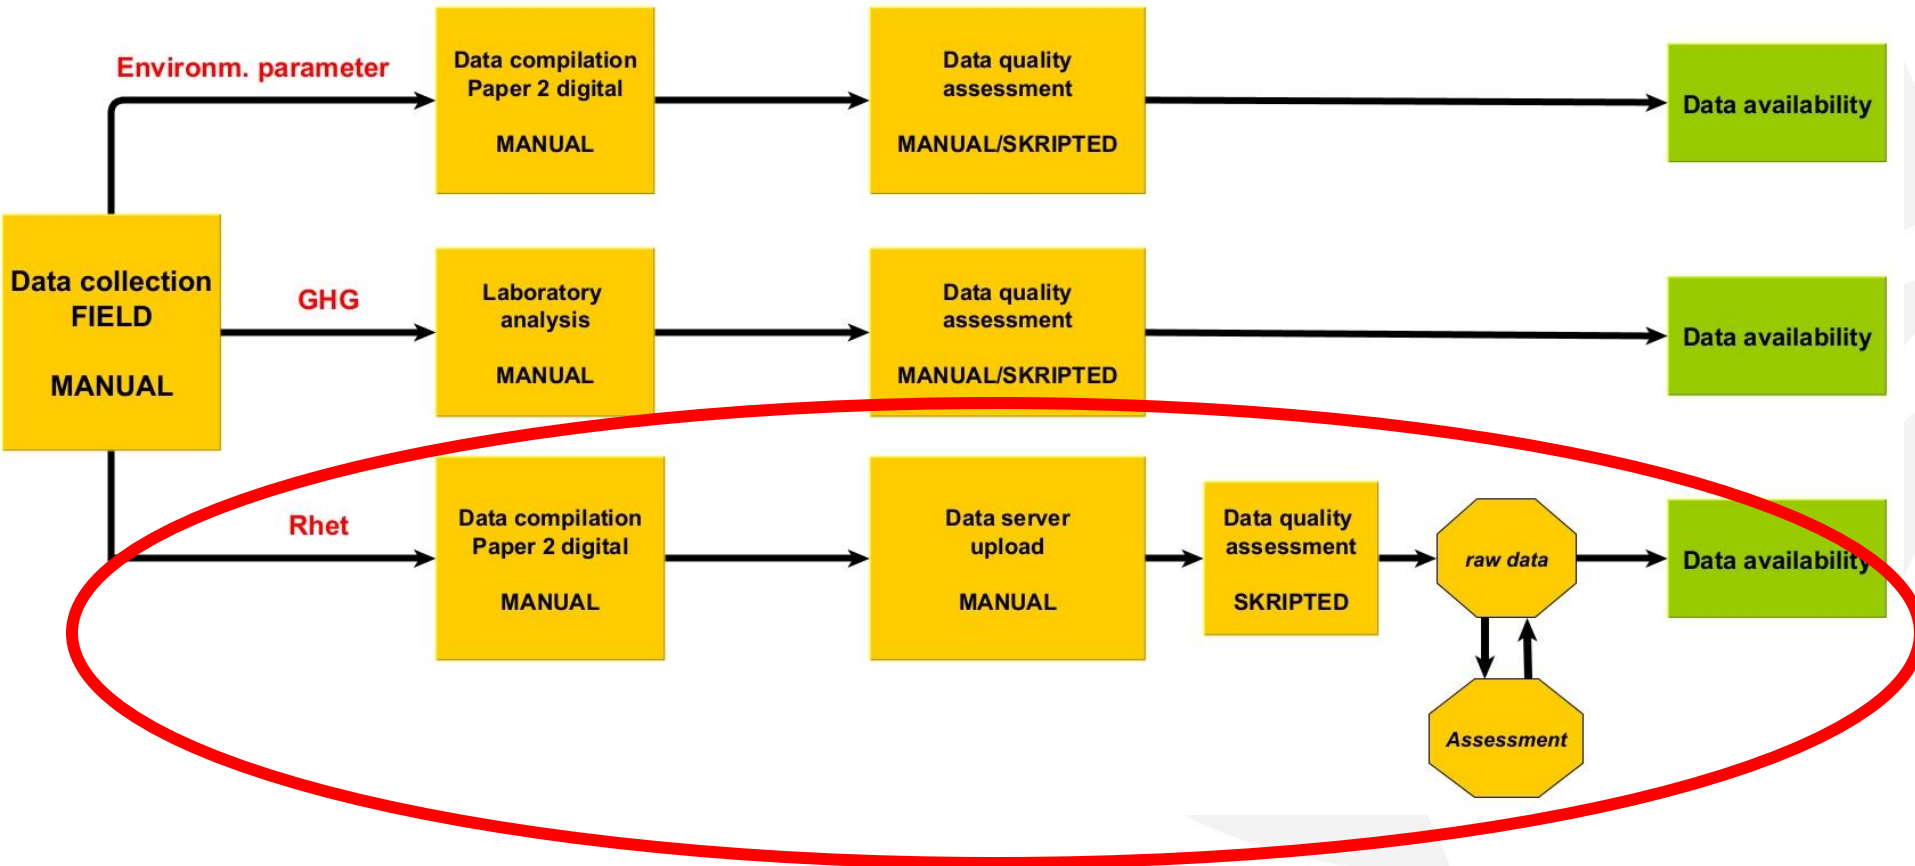 Environm. parameter
Data compilation
Paper 2 digital
MANUAL
Data quality
assessment
MANUAL/SKRIPTED
Data availability
Data collection
FIELD
MANUAL
GHG
Laboratory
analysis
MANUAL
Data quality
assessment
MANUAL/SKRIPTED
Data availability
Rhet
Data compilation
Paper 2 digital
MANUAL
Data server
upload
MANUAL
Data quality
assessment
SKRIPTED
raw data
Data availability
Assessment